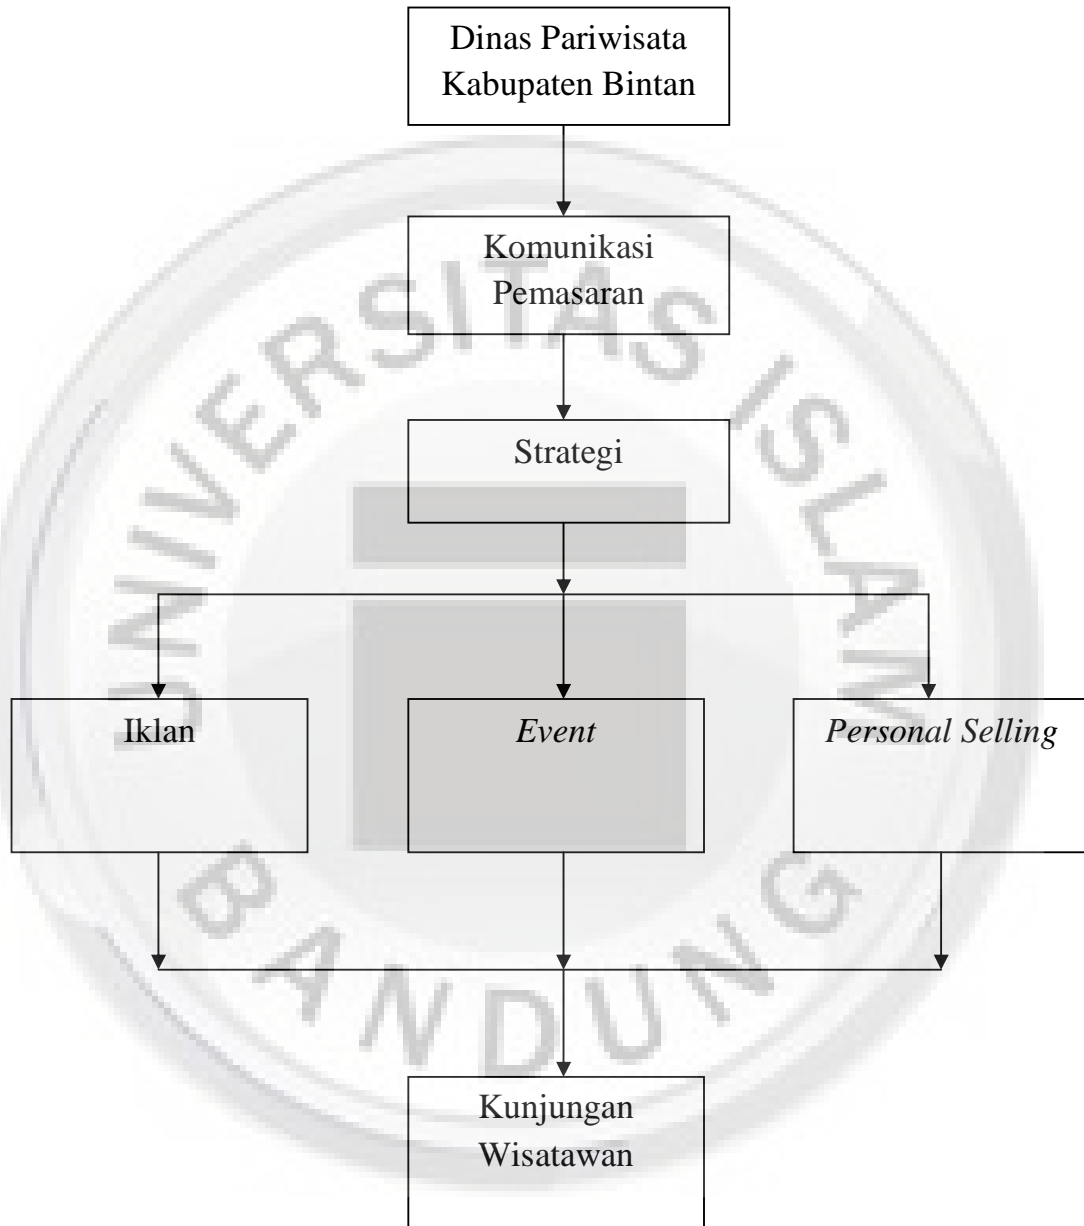 Dinas Pariwisata
Kabupaten Bintan
Komunikasi
Pemasaran
UNIVERSITAS ISLAM
Strategi
Iklan
Event
Personal Selling
BANDUNG
Kunjungan
Wisatawan